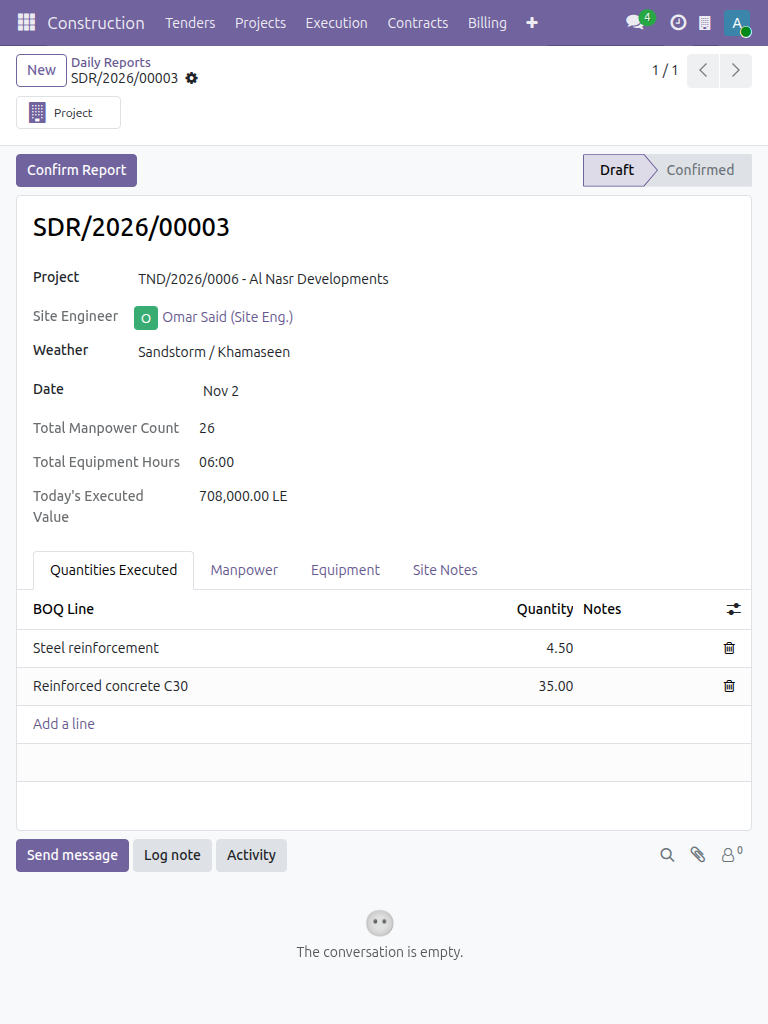 Construction Tenders Projects Execution Contracts Billing 4 A
New Daily Reports
SDR/2026/00003
1 / 1
Project
Confirm Report Draft Confirmed
SDR/2026/00003
Project TND/2026/0006 - Al Nasr Developments
Site Engineer O Omar Said (Site Eng.)
Weather Sandstorm / Khamaseen
Date Nov 2
Total Manpower Count 26
Total Equipment Hours 06:00
Today's Executed Value 708,000.00 LE
Quantities Executed Manpower Equipment Site Notes
BOQ Line Quantity Notes
Steel reinforcement 4.50
Reinforced concrete C30 35.00
Add a line
Send message Log note Activity 0
The conversation is empty.